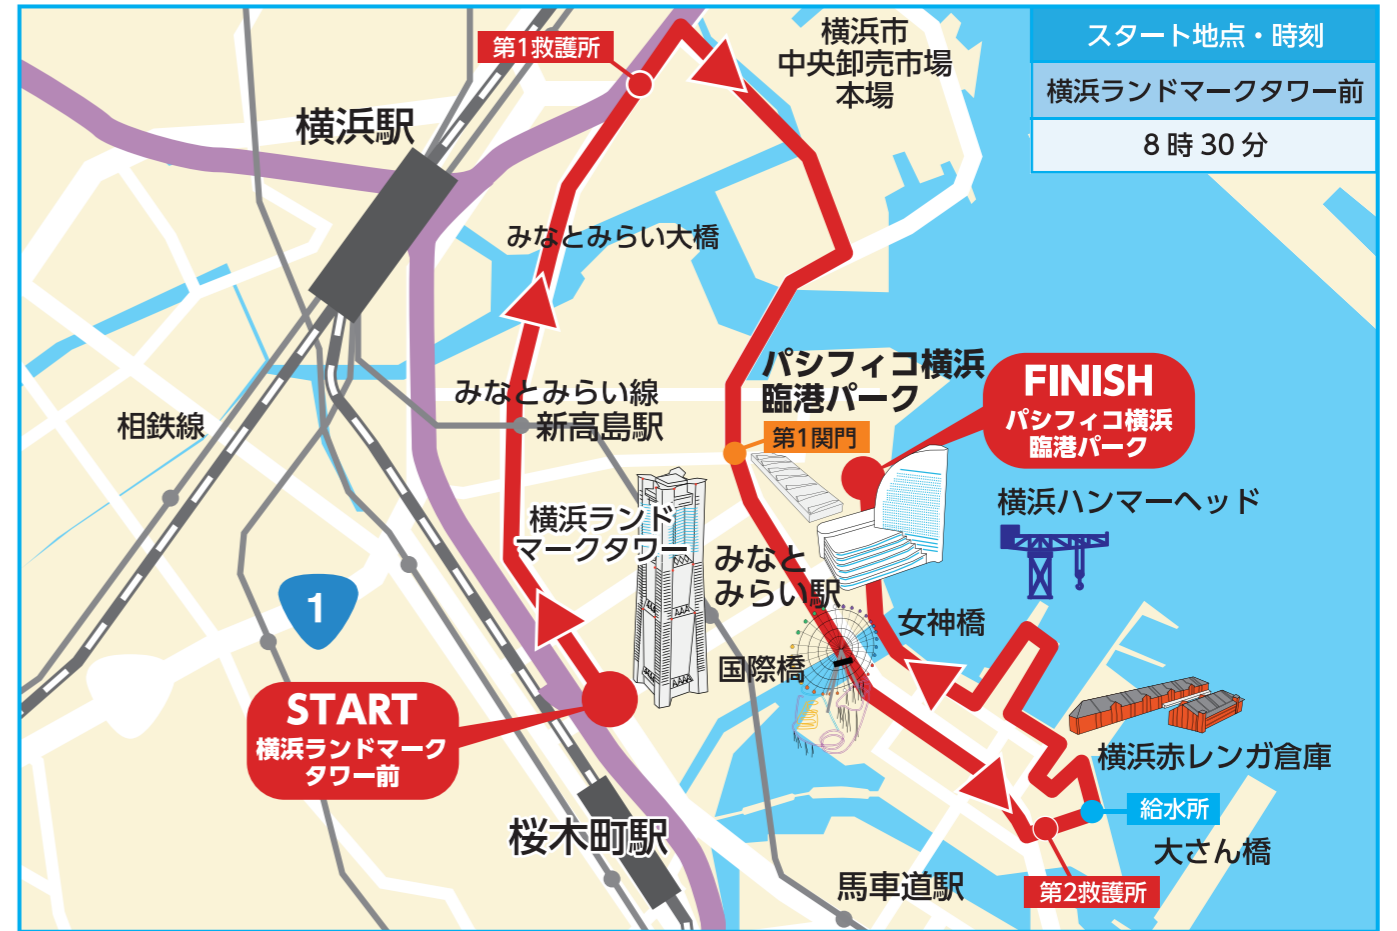 スタート地点・時刻
横浜ランドマークタワー前
8時30分
第1救護所
横浜市
中央卸売市場
本場
横浜駅
みなとみらい大橋
パシフィコ横浜
臨港パーク
FINISH
パシフィコ横浜
臨港パーク
みなとみらい線
新高島駅
相鉄線
第1関門
横浜ハンマーヘッド
横浜ランド
マークタワー
みなと
みらい駅
1
女神橋
国際橋
START
横浜ランドマーク
タワー前
横浜赤レンガ倉庫
給水所
桜木町駅
大さん橋
馬車道駅
第2救護所